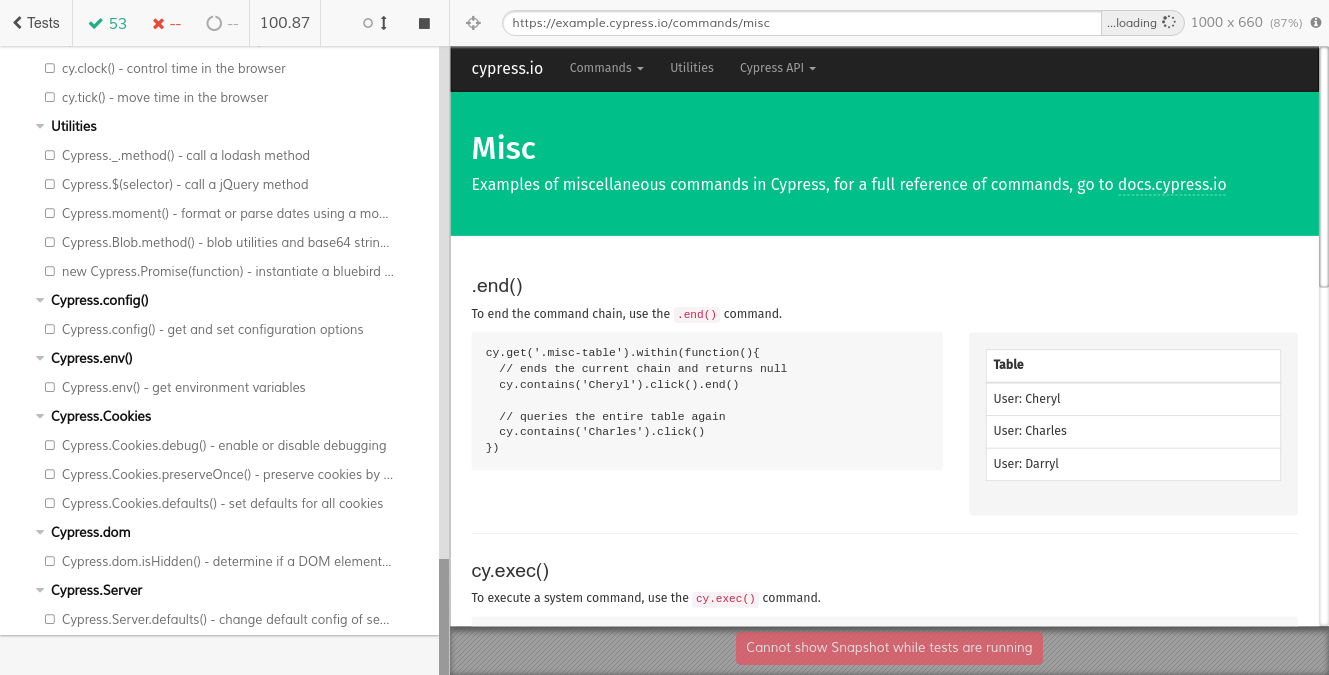 Tests 53 -- -- 100.87
https://example.cypress.io/commands/misc ...loading 1000 x 660 (87%)
cy.clock() - control time in the browser
cy.tick() - move time in the browser
Utilities
Cypress._.method() - call a lodash method
Cypress.$(selector) - call a jQuery method
Cypress.moment() - format or parse dates using a mo...
Cypress.Blob.method() - blob utilities and base64 strin...
new Cypress.Promise(function) - instantiate a bluebird ...
Cypress.config()
Cypress.config() - get and set configuration options
Cypress.env()
Cypress.env() - get environment variables
Cypress.Cookies
Cypress.Cookies.debug() - enable or disable debugging
Cypress.Cookies.preserveOnce() - preserve cookies by ...
Cypress.Cookies.defaults() - set defaults for all cookies
Cypress.dom
Cypress.dom.isHidden() - determine if a DOM element...
Cypress.Server
Cypress.Server.defaults() - change default config of se...
cypress.io Commands Utilities Cypress API
Misc
Examples of miscellaneous commands in Cypress, for a full reference of commands, go to docs.cypress.io
.end()
To end the command chain, use the .end() command.
cy.get('.misc-table').within(function(){
// ends the current chain and returns null
cy.contains('Cheryl').click().end()
// queries the entire table again
cy.contains('Charles').click()
})
Table
User: Cheryl
User: Charles
User: Darryl
cy.exec()
To execute a system command, use the cy.exec() command.
Cannot show Snapshot while tests are running